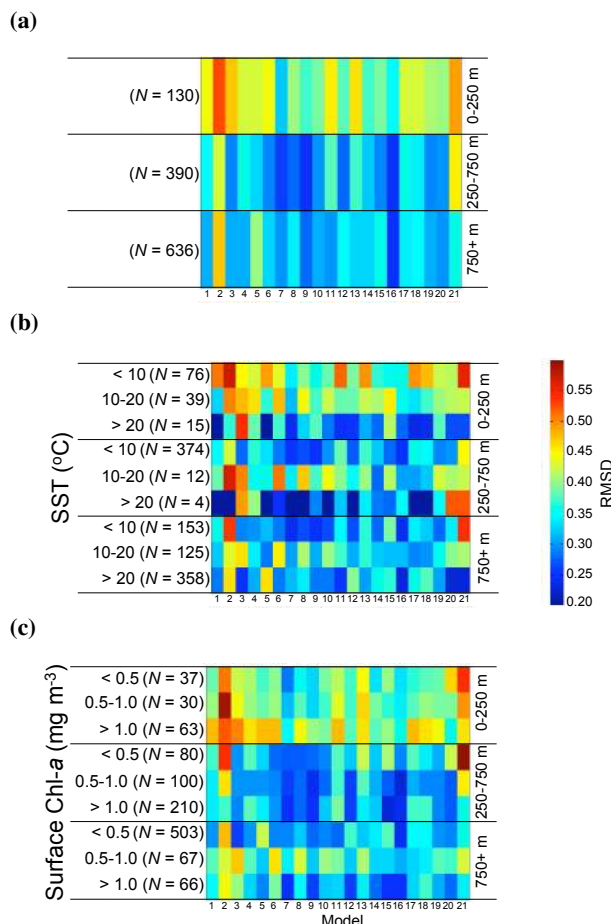 (a)
(N = 130)
0-250 m
(N = 390)
250-750 m
(N = 636)
750+ m
1 2 3 4 5 6 7 8 9 10 11 12 13 14 15 16 17 18 19 20 21
(b)
SST (ºC)
< 10 (N = 76)
10-20 (N = 39)
> 20 (N = 15)
0-250 m
< 10 (N = 374)
10-20 (N = 12)
> 20 (N = 4)
250-750 m
< 10 (N = 153)
10-20 (N = 125)
> 20 (N = 358)
750+ m
1 2 3 4 5 6 7 8 9 10 11 12 13 14 15 16 17 18 19 20 21
0.55
0.50
0.45
0.40
0.35
0.30
0.25
0.20
RMSD
(c)
Surface Chl-a (mg m-3)
< 0.5 (N = 37)
0.5-1.0 (N = 30)
> 1.0 (N = 63)
0-250 m
< 0.5 (N = 80)
0.5-1.0 (N = 100)
> 1.0 (N = 210)
250-750 m
< 0.5 (N = 503)
0.5-1.0 (N = 67)
> 1.0 (N = 66)
750+ m
1 2 3 4 5 6 7 8 9 10 11 12 13 14 15 16 17 18 19 20 21
Model